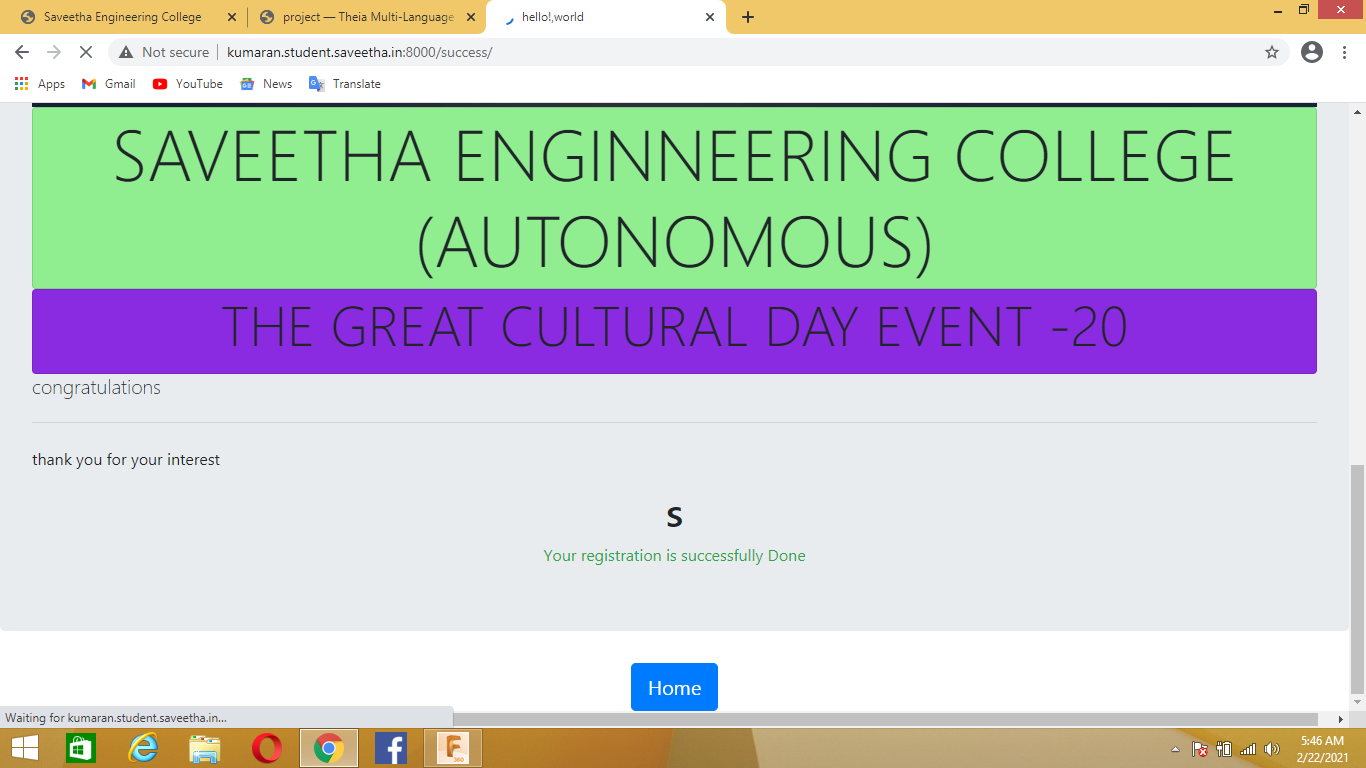 Saveetha Engineering College
project — Theia Multi-Language
hello!,world
Not secure
kumaran.student.saveetha.in:8000/success/
Apps
Gmail
YouTube
News
Translate
SAVEETHA ENGINNEERING COLLEGE
(AUTONOMOUS)
THE GREAT CULTURAL DAY EVENT -20
congratulations
thank you for your interest
S
Your registration is successfully Done
Home
Waiting for kumaran.student.saveetha.in...
5:46 AM
2/22/2021